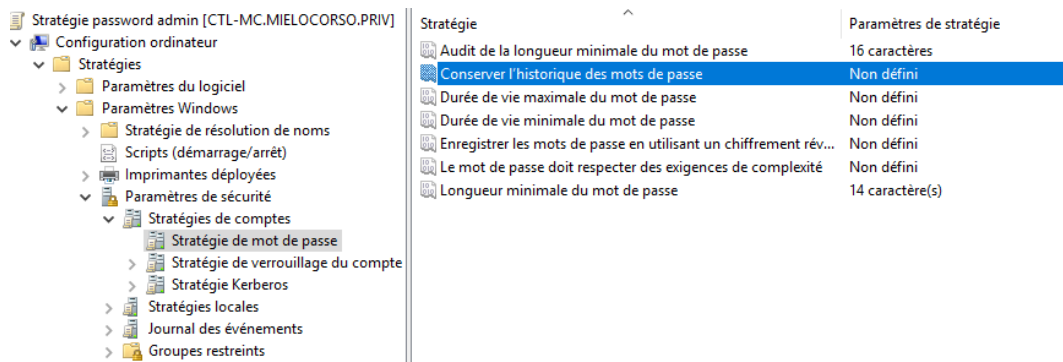 Stratégie password admin [CTL-MC.MIELOCORSO.PRIV]
Configuration ordinateur
Stratégies
Paramètres du logiciel
Paramètres Windows
Stratégie de résolution de noms
Scripts (démarrage/arrêt)
Imprimantes déployées
Paramètres de sécurité
Stratégies de comptes
Stratégie de mot de passe
Stratégie de verrouillage du compte
Stratégie Kerberos
Stratégies locales
Journal des événements
Groupes restreints
Stratégie Paramètres de stratégie
Audit de la longueur minimale du mot de passe 16 caractères
Conserver l'historique des mots de passe Non défini
Durée de vie maximale du mot de passe Non défini
Durée de vie minimale du mot de passe Non défini
Enregistrer les mots de passe en utilisant un chiffrement rév... Non défini
Le mot de passe doit respecter des exigences de complexité Non défini
Longueur minimale du mot de passe 14 caractère(s)